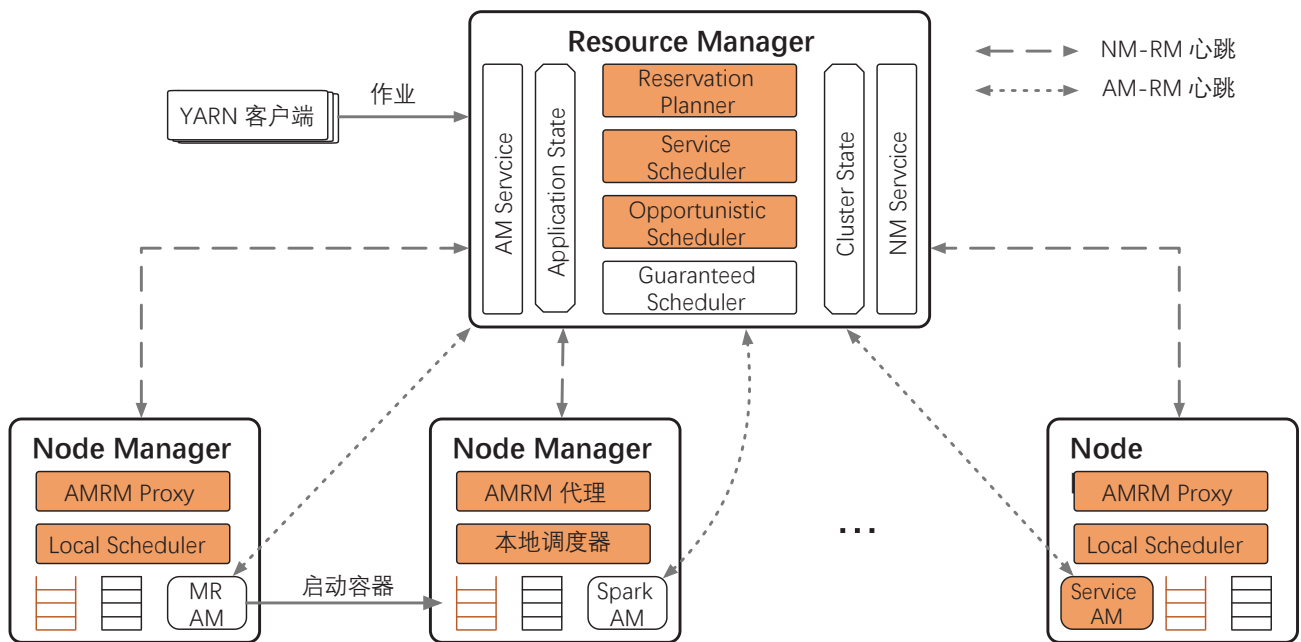 Resource Manager
AM Servcice
Application State
Reservation
Planner
Service
Scheduler
Opportunistic
Scheduler
Guaranteed
Scheduler
Cluster State
NM Servcice
NM-RM 心跳
AM-RM 心跳
YARN 客户端
作业
Node Manager
AMRM Proxy
Local Scheduler
MR
AM
启动容器
Node Manager
AMRM 代理
本地调度器
Spark
AM
...
Node
AMRM Proxy
Local Scheduler
Service
AM